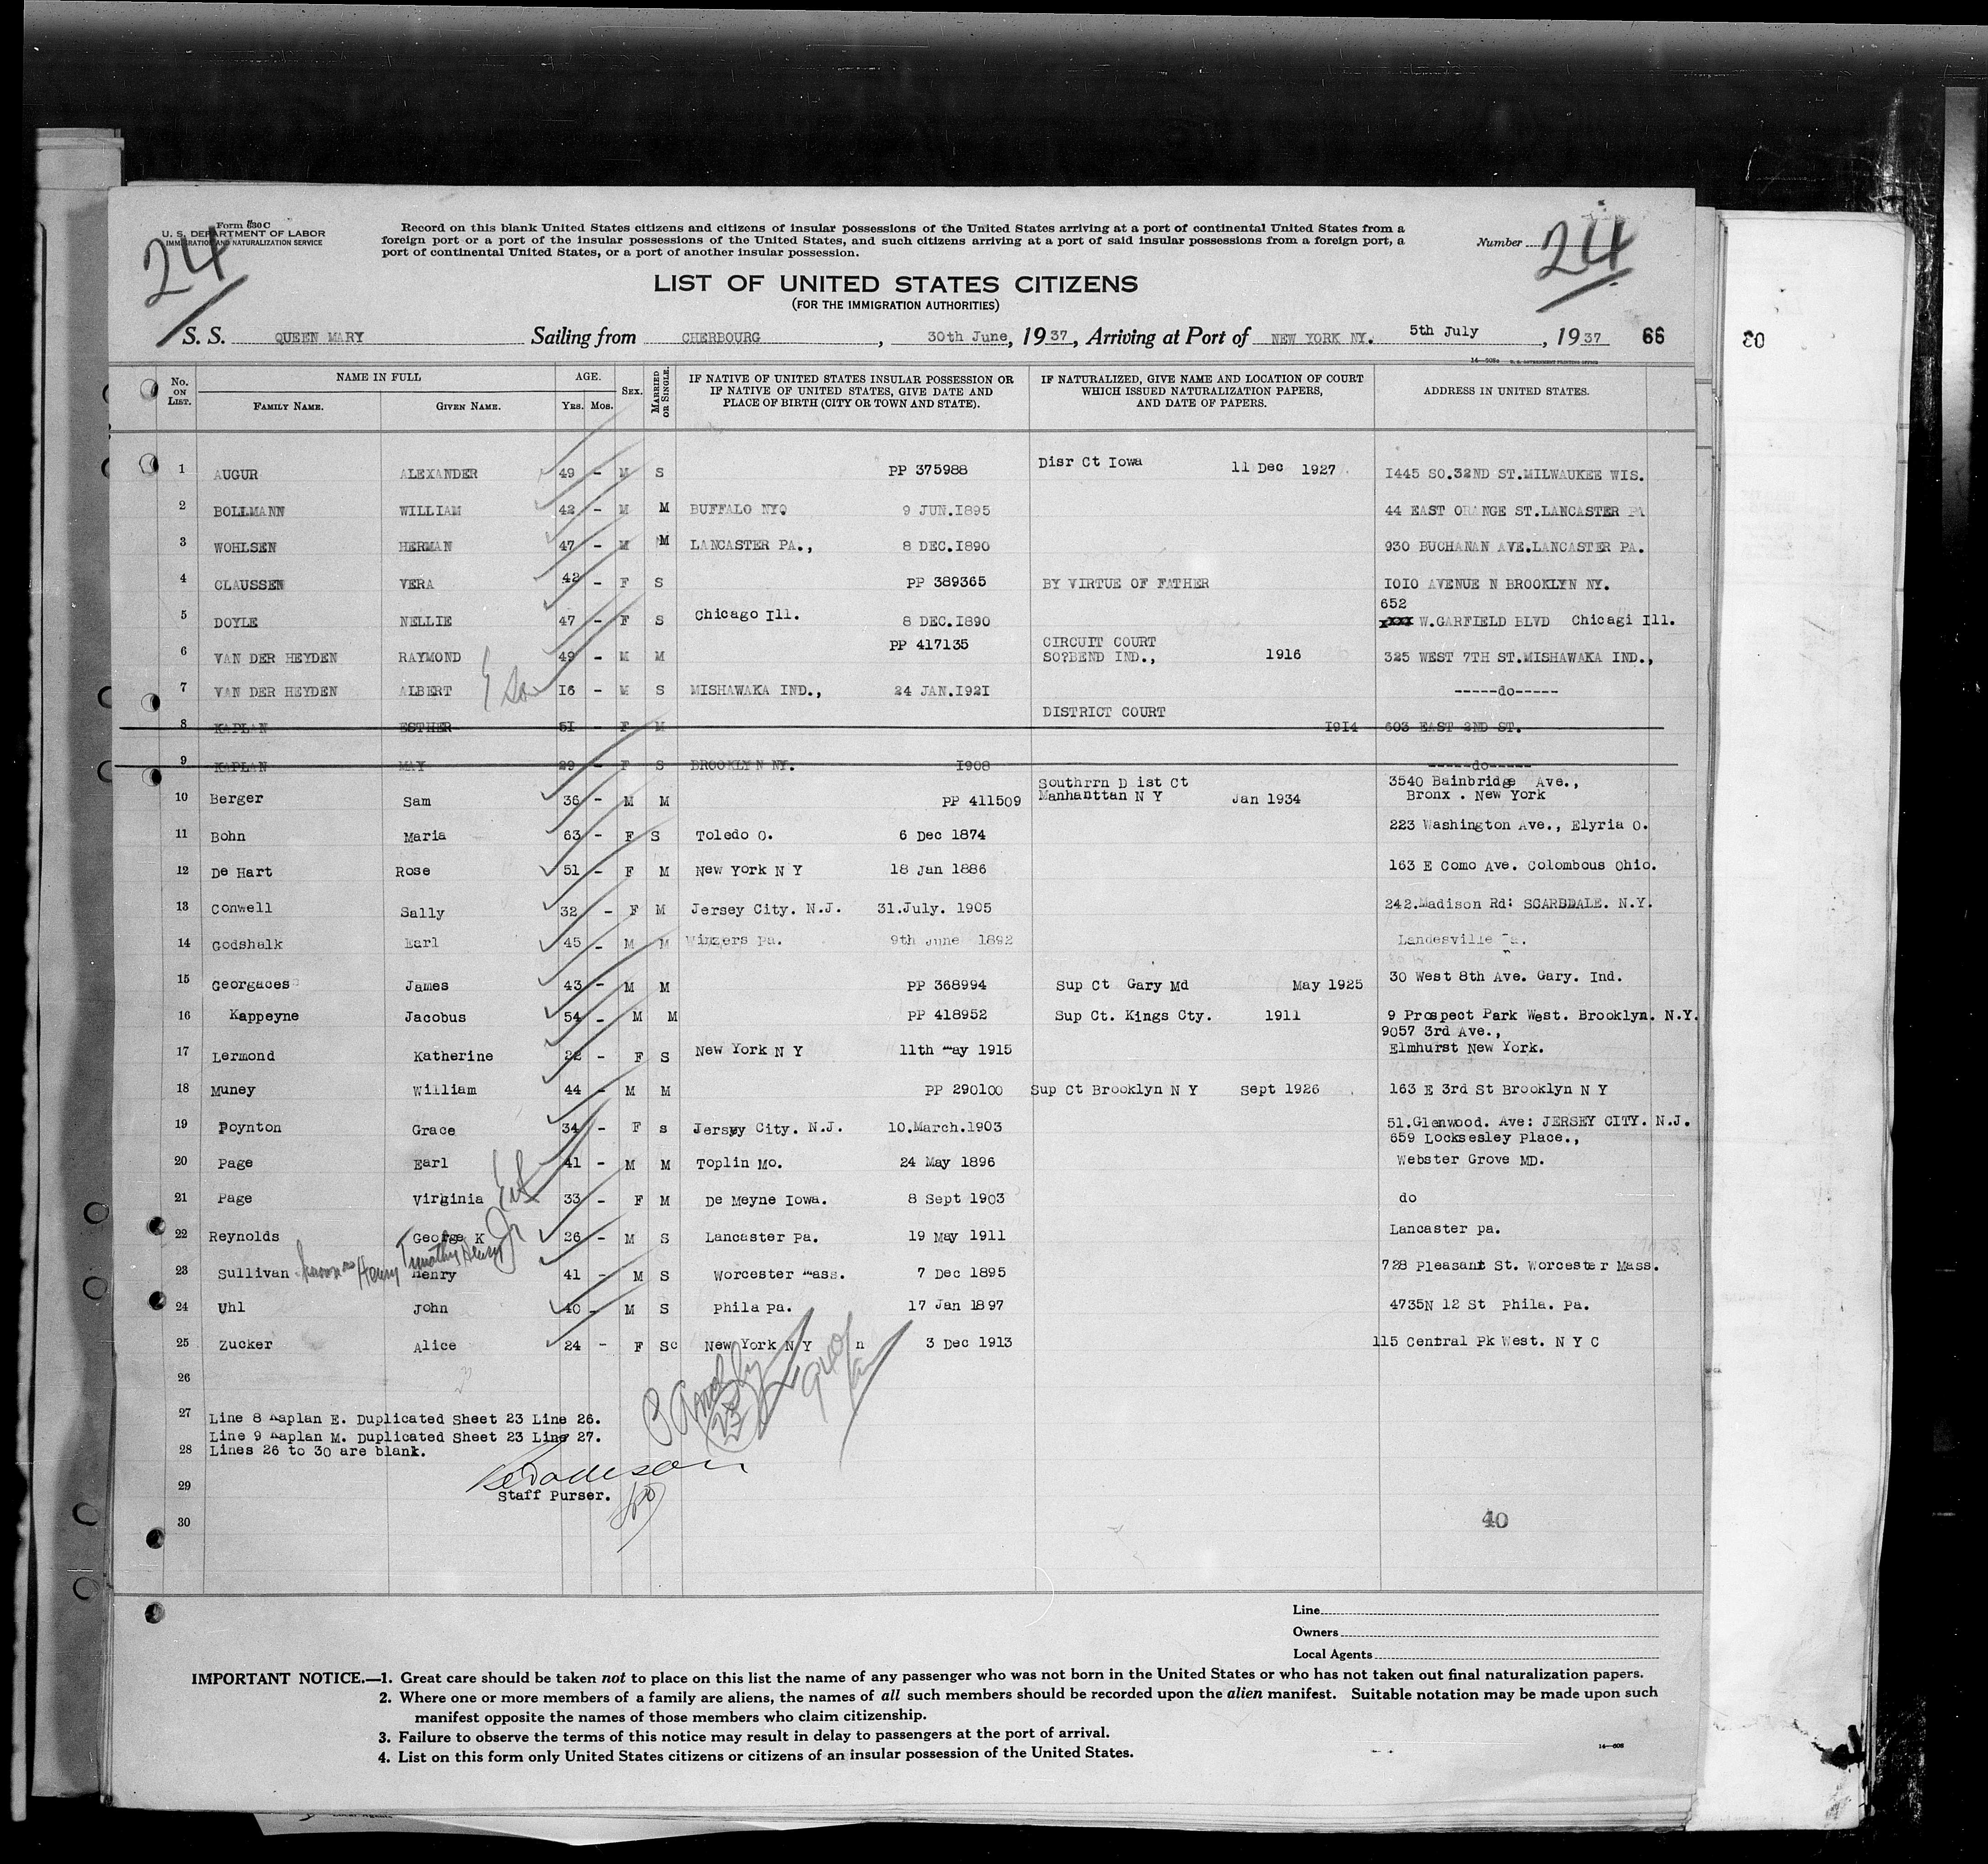 Form 630 C
U. S. DEPARTMENT OF LABOR
IMMIGRATION AND NATURALIZATION SERVICE
24
Record on this blank United States citizens and citizens of insular possessions of the United States arriving at a port of continental United States from a
foreign port or a port of the insular possessions of the United States, and such citizens arriving at a port of said insular possessions from a foreign port, a
port of continental United States, or a port of another insular possession.
Number 24
LIST OF UNITED STATES CITIZENS
(FOR THE IMMIGRATION AUTHORITIES)
S. S. QUEEN MARY Sailing from CHERBOURG, 30th June, 1937, Arriving at Port of NEW YORK NY. 5th July, 1937 66
80
14—608 U. S. GOVERNMENT PRINTING OFFICE
No. ON LIST. NAME IN FULL FAMILY NAME. GIVEN NAME. AGE. YRS. MOS. SEX. MARRIED OR SINGLE. IF NATIVE OF UNITED STATES INSULAR POSSESSION OR IF NATIVE OF UNITED STATES, GIVE DATE AND PLACE OF BIRTH (CITY OR TOWN AND STATE). IF NATURALIZED, GIVE NAME AND LOCATION OF COURT WHICH ISSUED NATURALIZATION PAPERS, AND DATE OF PAPERS. ADDRESS IN UNITED STATES.
1 AUGUR ALEXANDER 49 - M S PP 375988 Disr Ct Iowa 11 Dec 1927 I445 SO.32ND ST.MILWAUKEE WIS.
2 BOLLMANN WILLIAM 42 - M M BUFFALO NYO 9 JUN.I895 44 EAST ORANGE ST.LANCASTER PA
3 WOHLSEN HERMAN 47 - M M LANCASTER PA., 8 DEC.I890 930 BUCHANAN AVE.LANCASTER PA.
4 CLAUSSEN VERA 42 - F S PP 389365 BY VIRTUE OF FATHER IOIO AVENUE N BROOKLYN NY.
652
5 DOYLE NELLIE 47 - F S Chicago Ill. 8 DEC.I890 xxxx W.GARFIELD BLVD Chicagi Ill.
6 VAN DER HEYDEN RAYMOND 49 - M M PP 417135 CIRCUIT COURT SO?BEND IND., 1916 325 WEST 7TH ST.MISHAWAKA IND.,
7 VAN DER HEYDEN ALBERT I6 - M S MISHAWAKA IND., 24 JAN.I92I -----do-----
DISTRICT COURT
8 KAPLAN ESTHER 5I - F M I9I4 603 EAST 2ND ST.
9 KAPLAN MAY 29 - F S BROOKLYN NY. I908 -----do-----
10 Berger Sam 36 - M M PP 411509 Southrrn D ist Ct Manhanttan N Y Jan 1934 3540 Bainbridge Ave., Bronx . New York
11 Bohn Maria 63 - F S Toledo O. 6 Dec 1874 223 Washington Ave., Elyria O.
12 De Hart Rose 51 - F M New York N Y 18 Jan 1886 163 E Como Ave. Colombous Ohio.
13 Conwell Sally 32 - F M Jersey City. N.J. 31.July. 1905 242.Madison Rd: SCARBDALE. N.Y.
14 Godshalk Earl 45 - M M Pa. 9th June 1892 Landesville Pa.
15 Georgaces James 43 - M M PP 368994 Sup Ct Gary Md May 1925 30 West 8th Ave. Gary. Ind.
16 Kappeyne Jacobus 54 - M M PP 418952 Sup Ct. Kings Cty. 1911 9 Prospect Park West. Brooklyn. N.Y.
17 Lermond Katherine 22 - F S New York N Y 11th May 1915 9057 3rd Ave., Elmhurst New York.
18 Muney William 44 - M M PP 290100 Sup Ct Brooklyn N Y Sept 1926 163 E 3rd St Brooklyn N Y
19 Poynton Grace 34 - F s Jersey City. N.J. 10.March.1903 51.Glenwood. Ave: JERSEY CITY. N.J.
20 Page Earl 41 - M M Toplin Mo. 24 May 1896 659 Locksesley Place., Webster Grove MD.
21 Page Virginia 33 - F M De Meyne Iowa. 8 Sept 1903 do
22 Reynolds George K 26 - M S Lancaster Pa. 19 May 1911 Lancaster pa.
known as Henry Timothy Henry Jr
23 Sullivan Henry 41 - M S Worcester Mass. 7 Dec 1895 728 Pleasant St. Worcester Mass.
24 Uhl John 40 - M S Phila Pa. 17 Jan 1897 4735N 12 St Phila. Pa.
25 Zucker Alice 24 - F Sc New York N Y n 3 Dec 1913 115 Central Pk West. N Y C
26
27 Line 8 Kaplan E. Duplicated Sheet 23 Line 26.
Line 9 Kaplan M. Duplicated Sheet 23 Line 27.
28 Lines 26 to 30 are blank.
29
Staff Purser.
30
40
Line
Owners
Local Agents
IMPORTANT NOTICE.—1. Great care should be taken not to place on this list the name of any passenger who was not born in the United States or who has not taken out final naturalization papers.
2. Where one or more members of a family are aliens, the names of all such members should be recorded upon the alien manifest. Suitable notation may be made upon such
manifest opposite the names of those members who claim citizenship.
3. Failure to observe the terms of this notice may result in delay to passengers at the port of arrival.
4. List on this form only United States citizens or citizens of an insular possession of the United States.
14—608